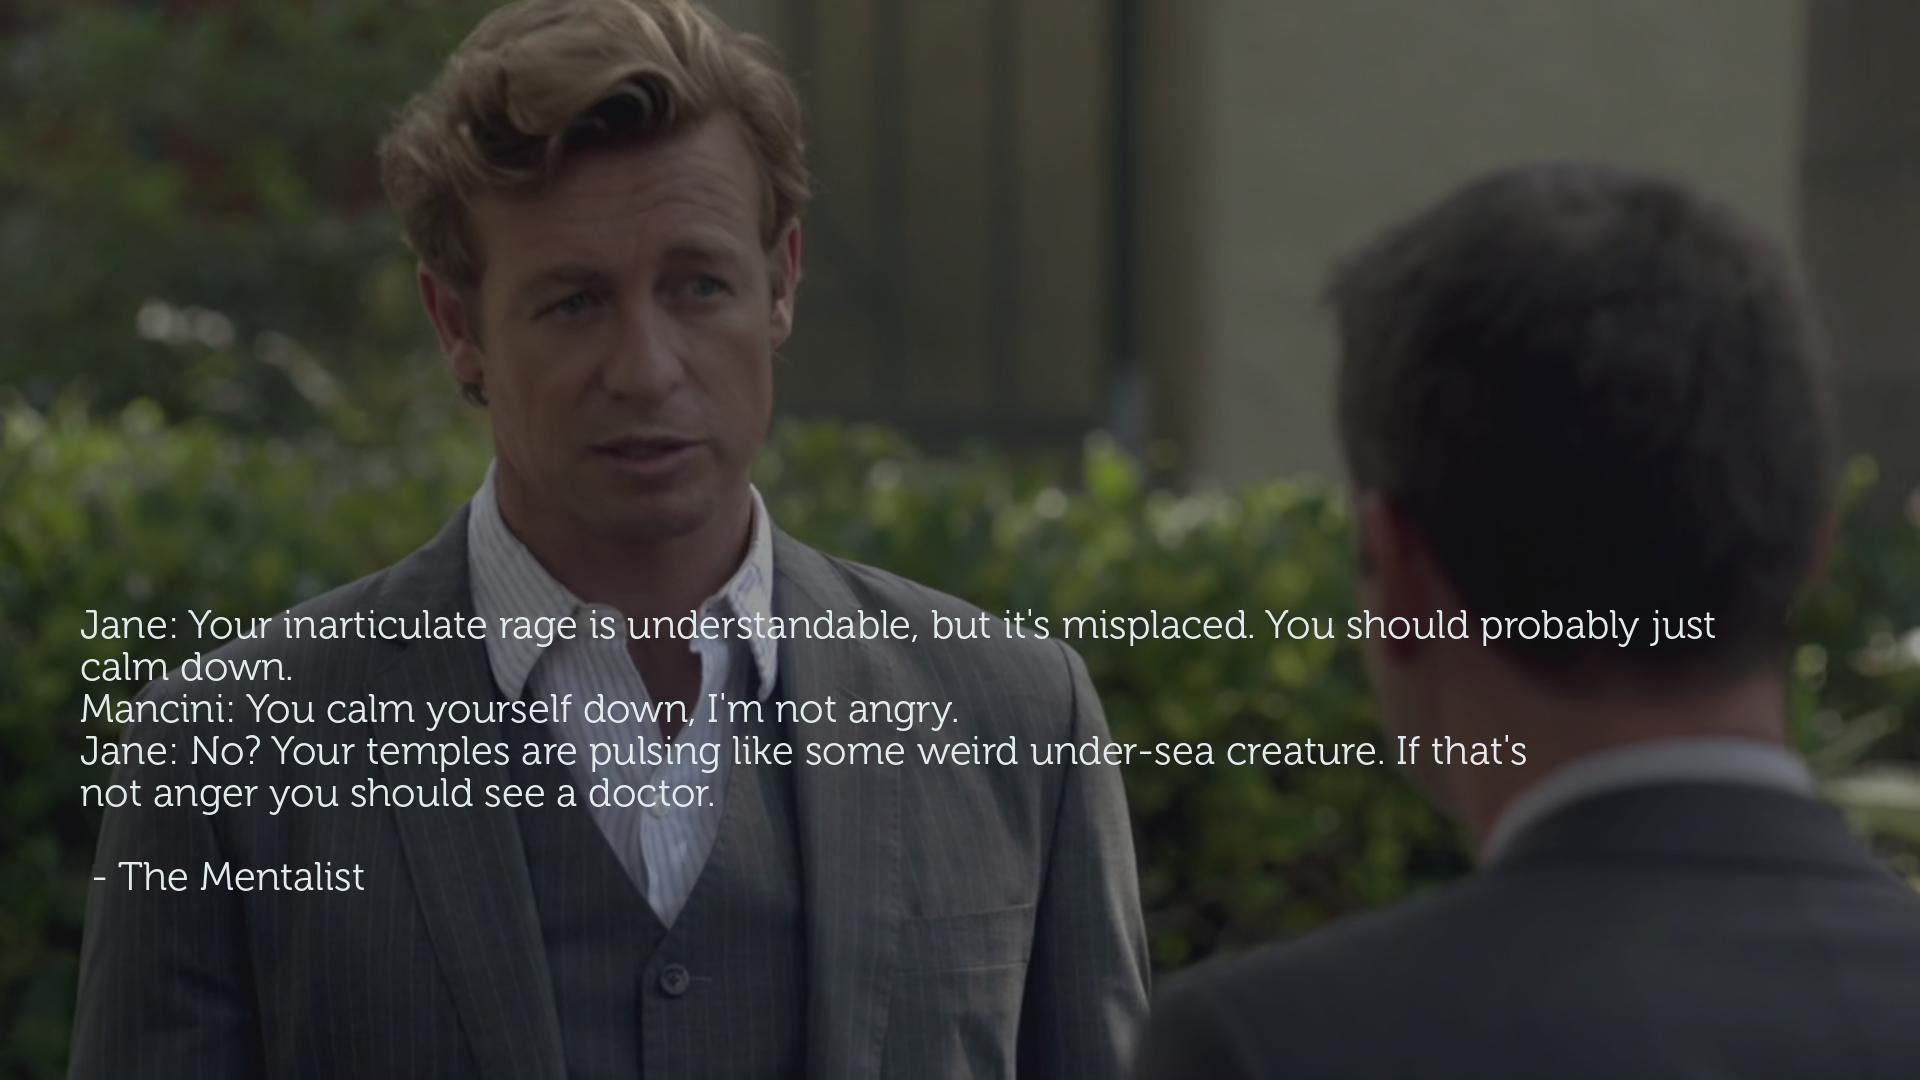 Jane: Your inarticulate rage is understandable, but it's misplaced. You should probably just
calm down.
Mancini: You calm yourself down, I'm not angry.
Jane: No? Your temples are pulsing like some weird under-sea creature. If that's
not anger you should see a doctor.
- The Mentalist